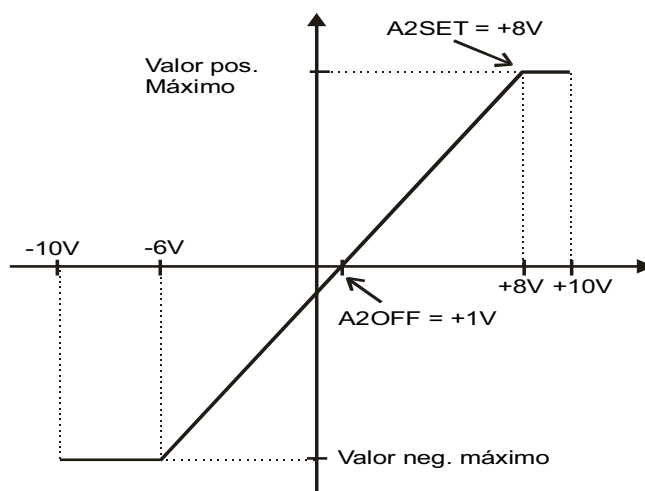 A2SET = +8V
Valor pos.
Máximo
-10V
-6V
+8V
+10V
A2OFF = +1V
Valor neg. máximo